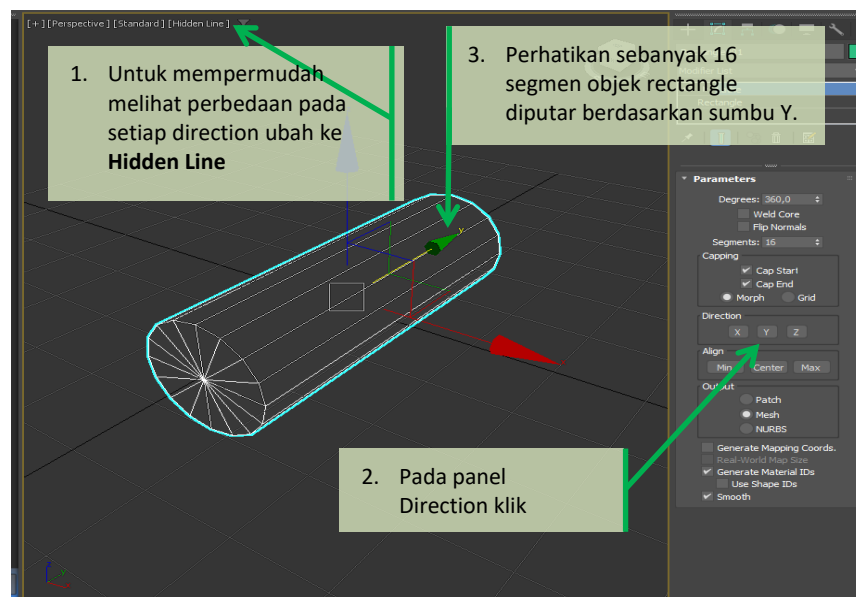 [+] [Perspective] [Standard] [Hidden Line]
1. Untuk mempermudah
melihat perbedaan pada
setiap direction ubah ke
Hidden Line
3. Perhatikan sebanyak 16
segmen objek rectangle
diputar berdasarkan sumbu Y.
2. Pada panel
Direction klik
Rectangle
Parameters
Degrees: 360,0
Weld Core
Flip Normals
Segments: 16
Capping
Cap Start
Cap End
Morph Grid
Direction
X Y Z
Align
Min Center Max
Output
Patch
Mesh
NURBS
Generate Mapping Coords.
Real-World Map Size
Generate Material IDs
Use Shape IDs
Smooth
y
x
z
y